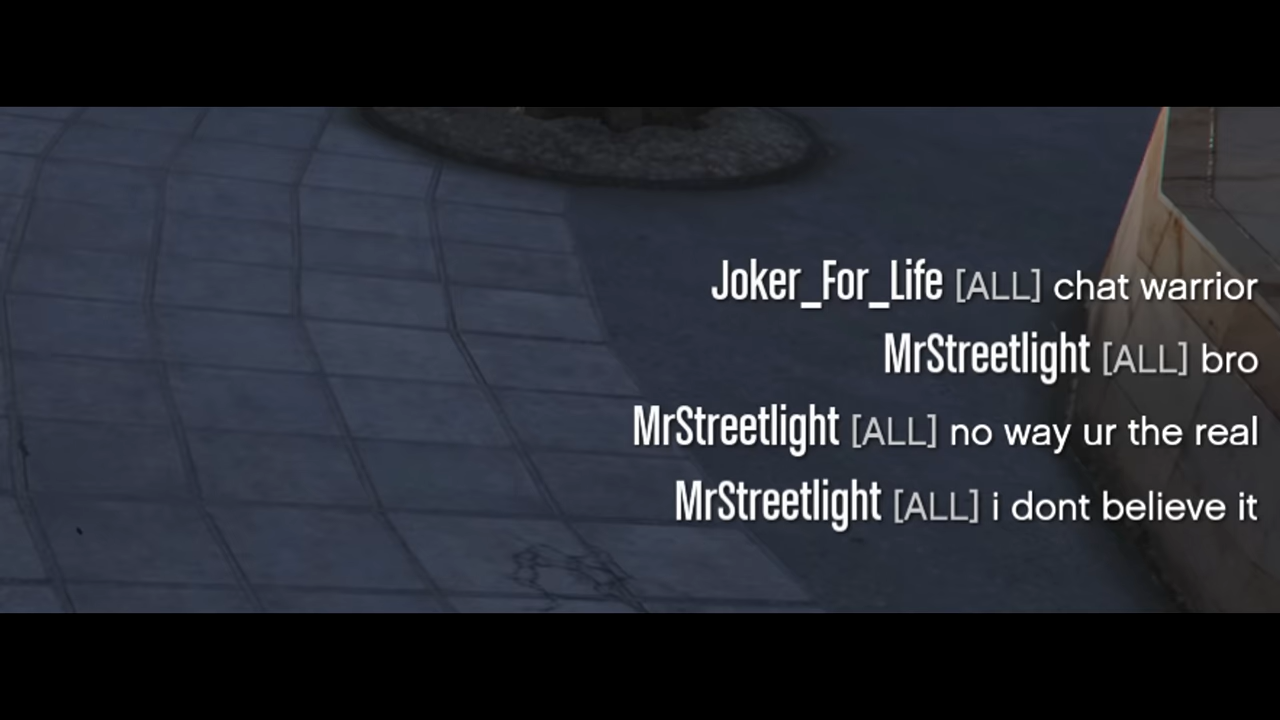 Joker_For_Life [ALL] chat warrior
MrStreetlight [ALL] bro
MrStreetlight [ALL] no way ur the real
MrStreetlight [ALL] i dont believe it